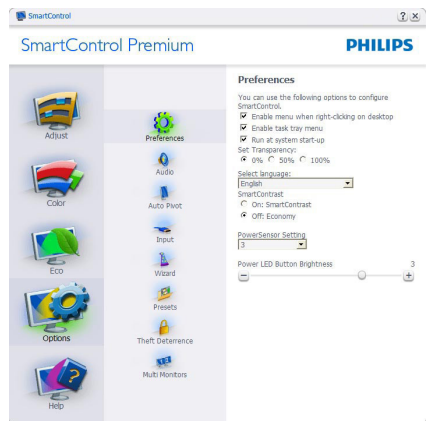 SmartControl
? ×
SmartControl Premium
PHILIPS
Adjust
Color
Eco
Options
Help
Preferences
Audio
Auto Pivot
Input
Wizard
Presets
Theft Deterrence
Multi Monitors
Preferences
You can use the following options to configure
SmartControl.
Enable menu when right-clicking on desktop
Enable task tray menu
Run at system start-up
Set Transparency:
0% 50% 100%
Select language:
English
SmartContrast
On: SmartContrast
Off: Economy
PowerSensor Setting
3
Power LED Button Brightness 3
− +